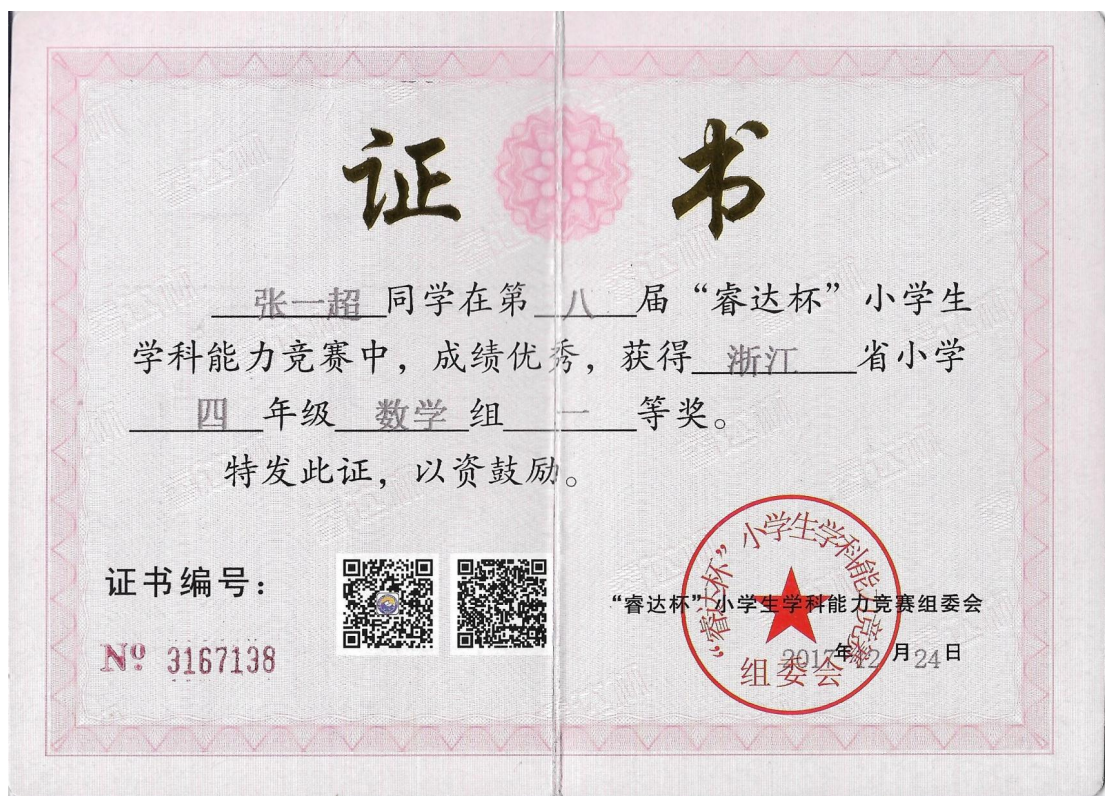 证 书
张一超同学在第八届“睿达杯”小学生
学科能力竞赛中，成绩优秀，获得浙江省小学
四年级数学组一等奖。
特发此证，以资鼓励。
证书编号：
“睿达杯”小学生学科能力竞赛组委会
2017年12月24日
Nº 3167138
“睿达杯”小学生学科能力竞赛
组委会